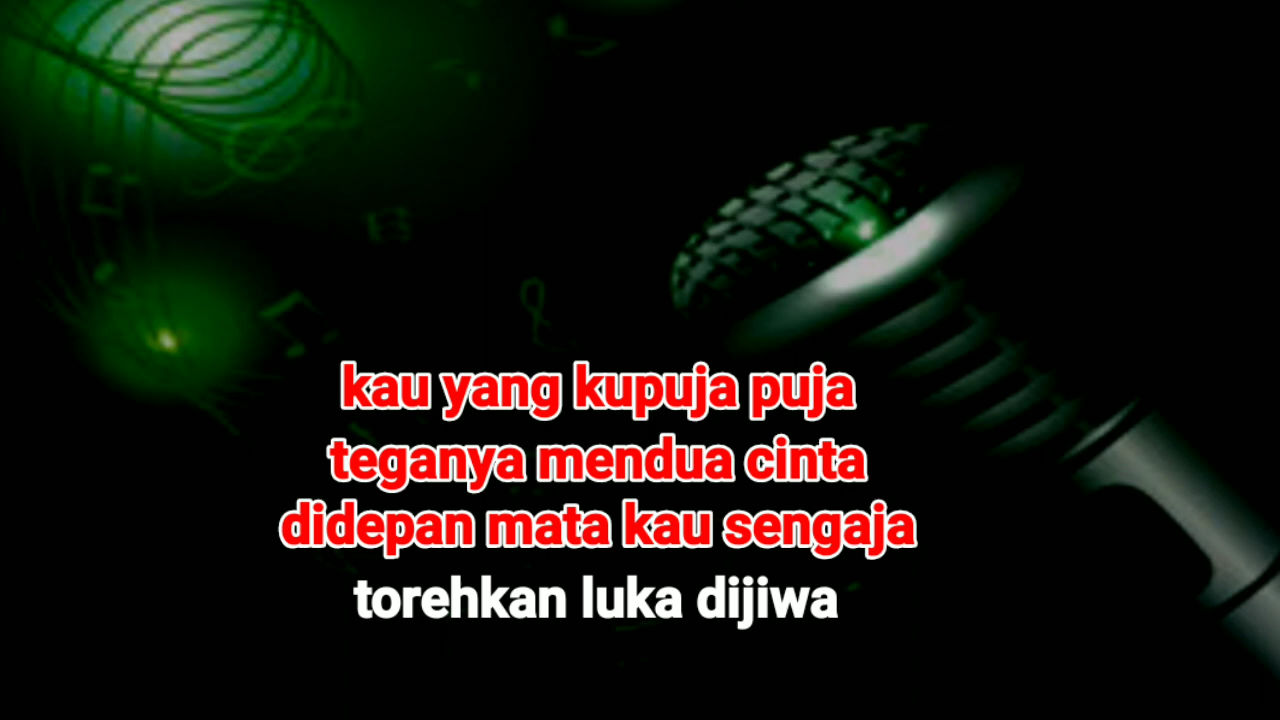 kau yang kupuja puja
teganya mendua cinta
didepan mata kau sengaja
torehkan luka dijiwa